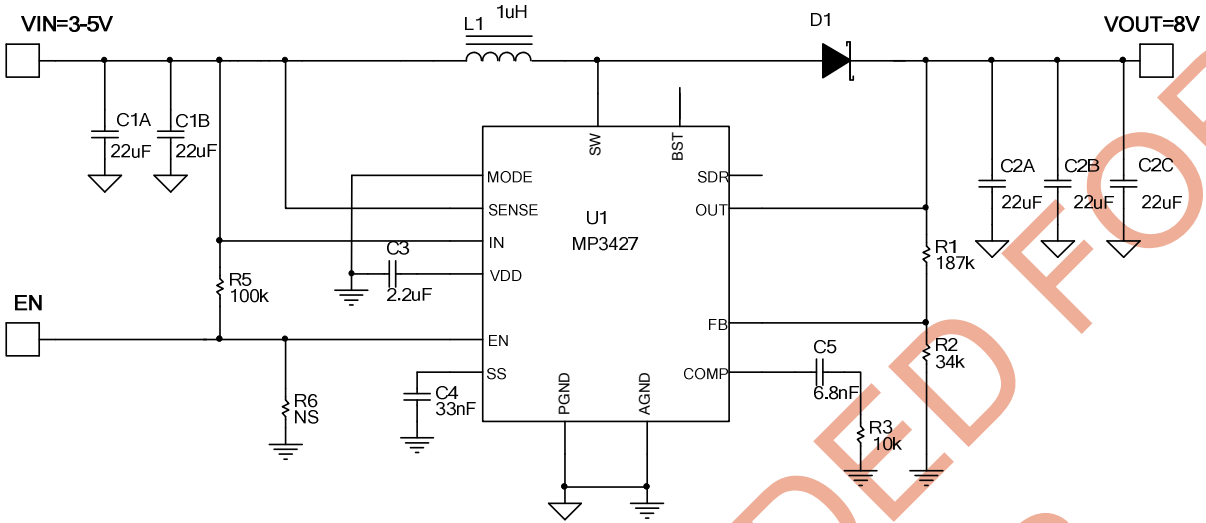 VIN=3-5V
L1
1uH
D1
VOUT=8V
C1A
22uF
C1B
22uF
SW
BST
MODE
SDR
SENSE
OUT
U1
MP3427
IN
C3
2.2uF
VDD
C2A
22uF
C2B
22uF
C2C
22uF
R1
187k
R5
100k
EN
EN
FB
R2
34k
SS
COMP
C5
6.8nF
C4
33nF
R6
NS
PGND
AGND
R3
10k
DED FOR